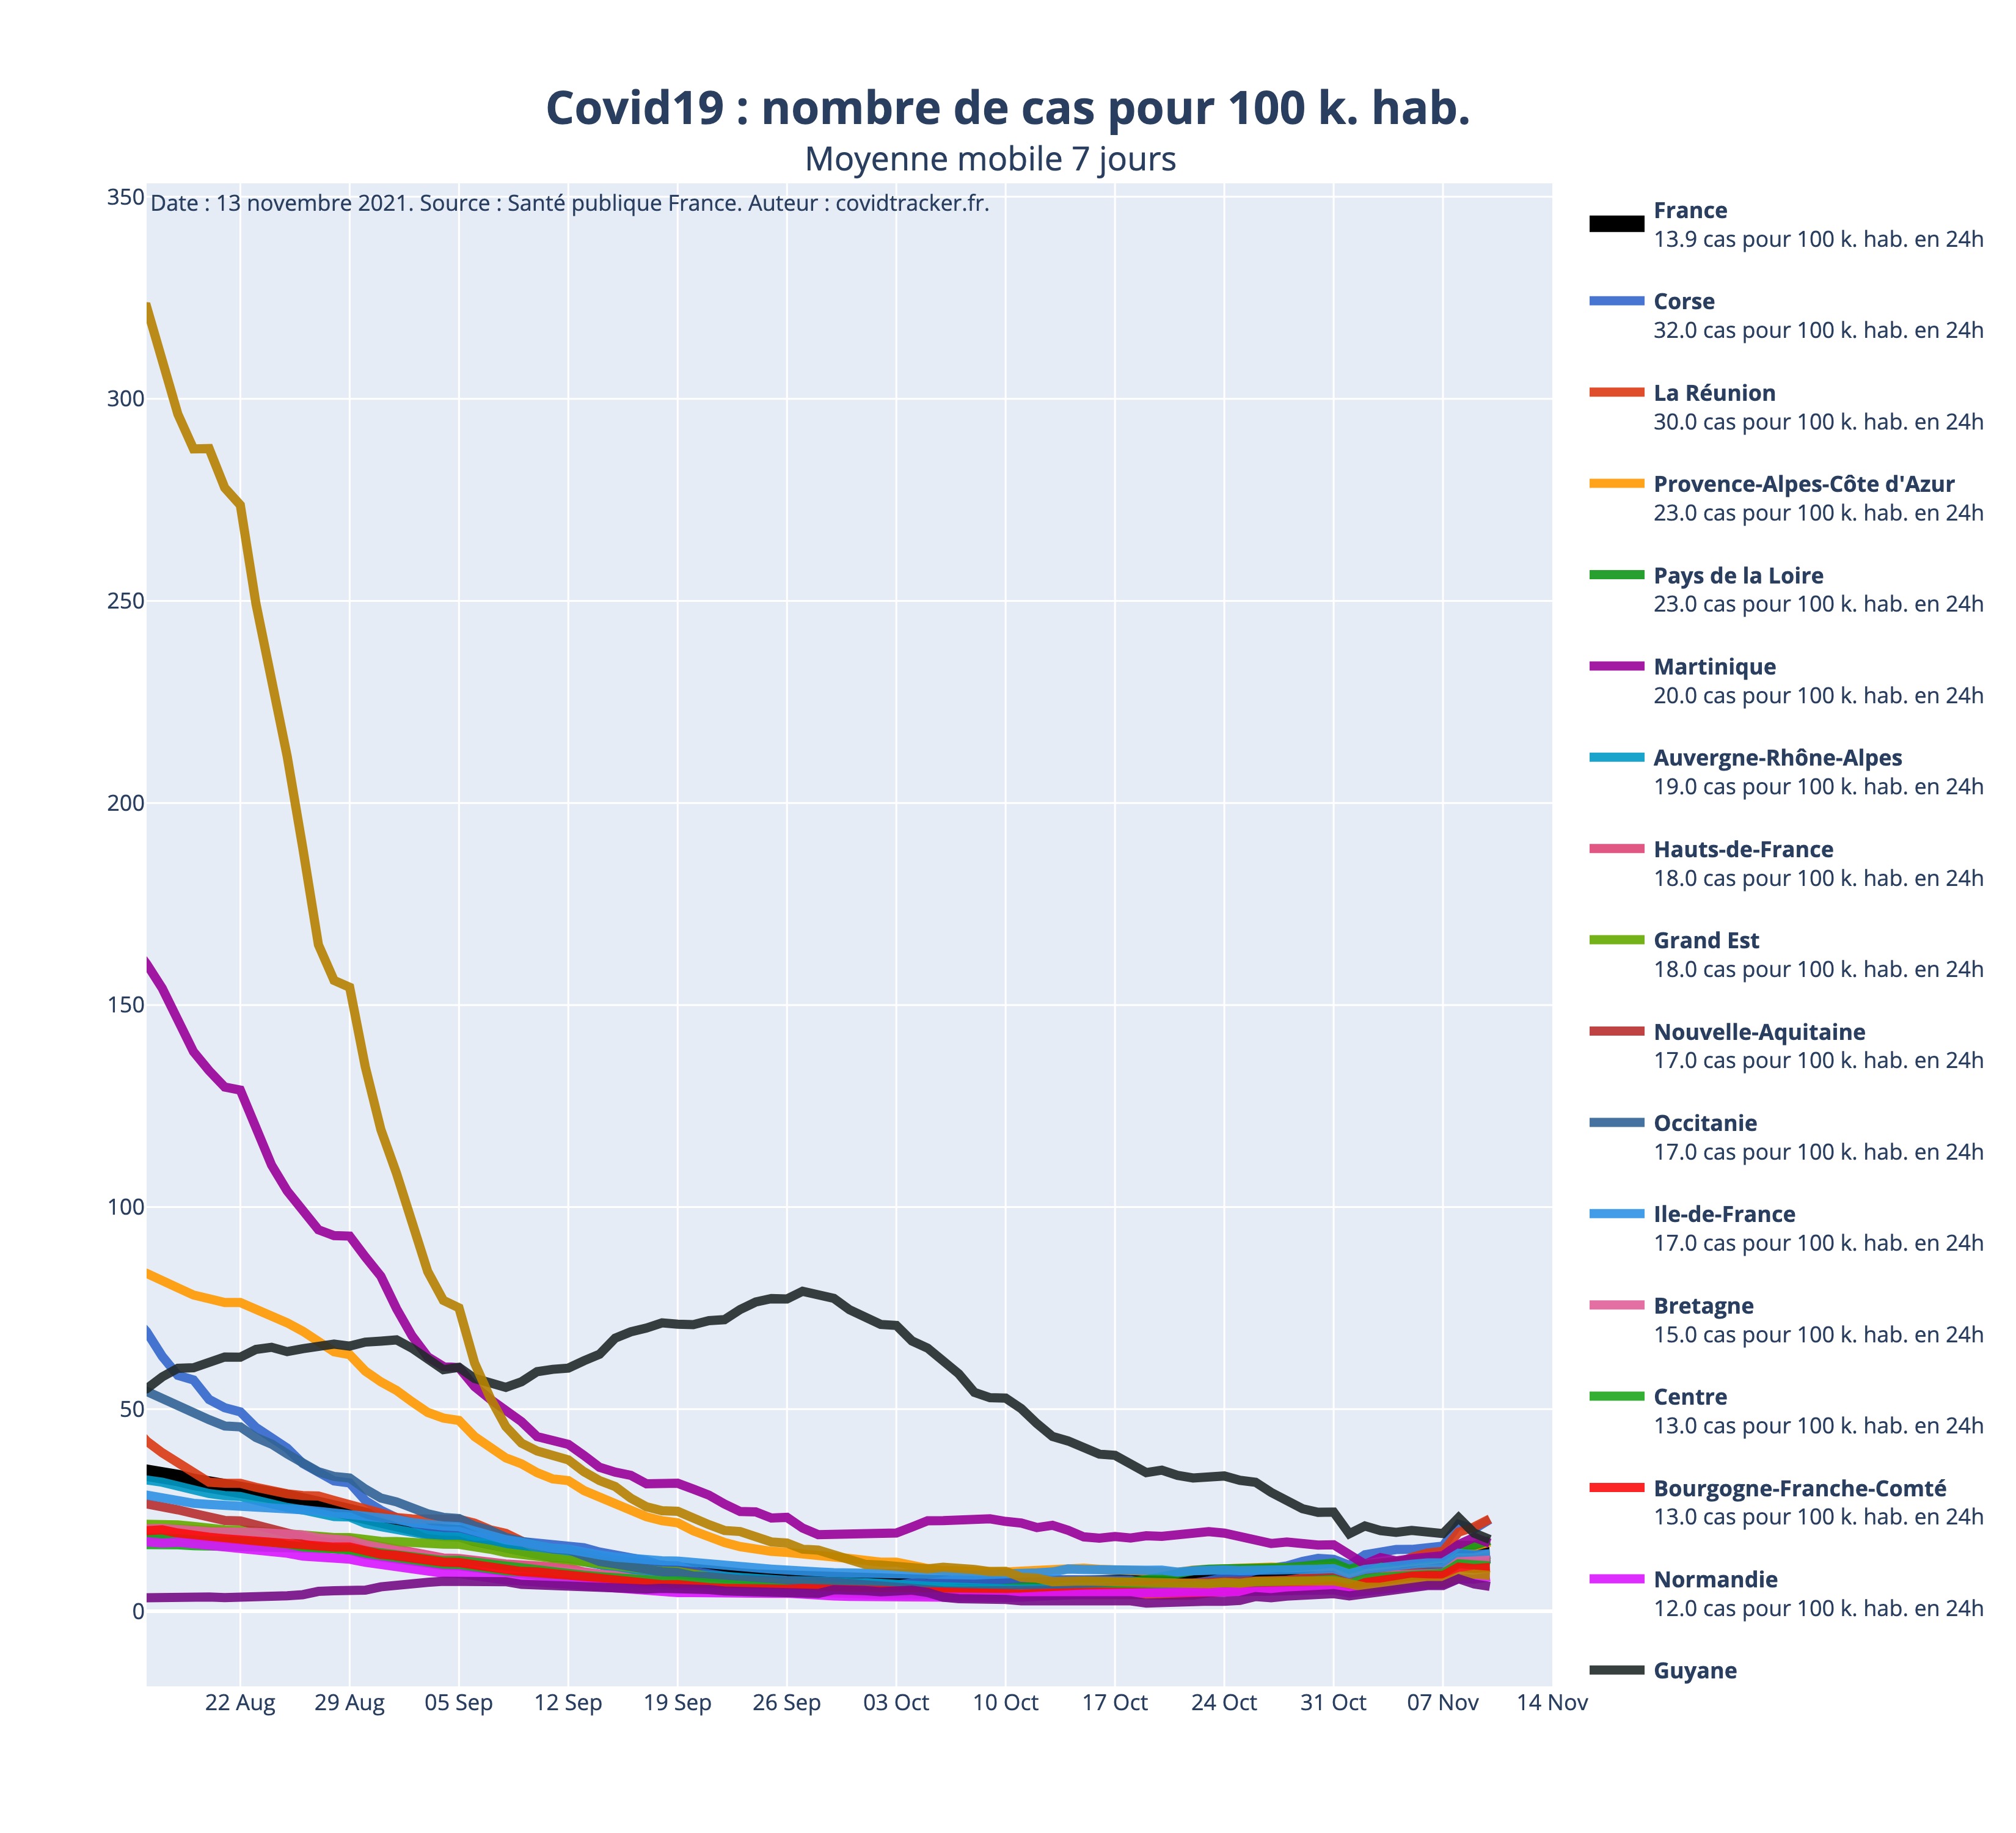 Covid19 : nombre de cas pour 100 k. hab.
Moyenne mobile 7 jours
Date : 13 novembre 2021. Source : Santé publique France. Auteur : covidtracker.fr.
350
300
250
200
150
100
50
0
22 Aug
29 Aug
05 Sep
12 Sep
19 Sep
26 Sep
03 Oct
10 Oct
17 Oct
24 Oct
31 Oct
07 Nov
14 Nov
France
13.9 cas pour 100 k. hab. en 24h
Corse
32.0 cas pour 100 k. hab. en 24h
La Réunion
30.0 cas pour 100 k. hab. en 24h
Provence-Alpes-Côte d'Azur
23.0 cas pour 100 k. hab. en 24h
Pays de la Loire
23.0 cas pour 100 k. hab. en 24h
Martinique
20.0 cas pour 100 k. hab. en 24h
Auvergne-Rhône-Alpes
19.0 cas pour 100 k. hab. en 24h
Hauts-de-France
18.0 cas pour 100 k. hab. en 24h
Grand Est
18.0 cas pour 100 k. hab. en 24h
Nouvelle-Aquitaine
17.0 cas pour 100 k. hab. en 24h
Occitanie
17.0 cas pour 100 k. hab. en 24h
Ile-de-France
17.0 cas pour 100 k. hab. en 24h
Bretagne
15.0 cas pour 100 k. hab. en 24h
Centre
13.0 cas pour 100 k. hab. en 24h
Bourgogne-Franche-Comté
13.0 cas pour 100 k. hab. en 24h
Normandie
12.0 cas pour 100 k. hab. en 24h
Guyane